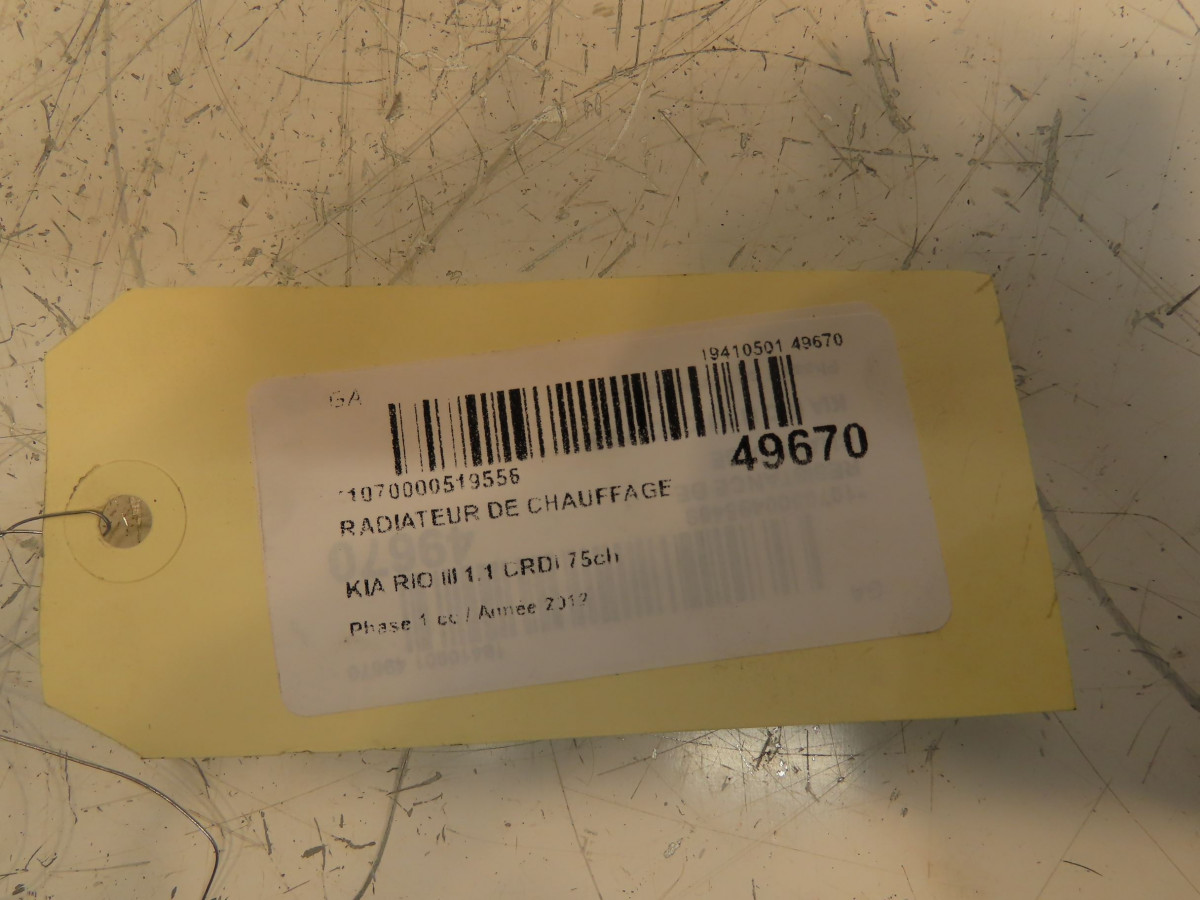 GA
19410501 49670
49670
1070000519556
RADIATEUR DE CHAUFFAGE
KIA RIO III 1.1 CRDI 75ch
Phase 1 cc / Année 2012